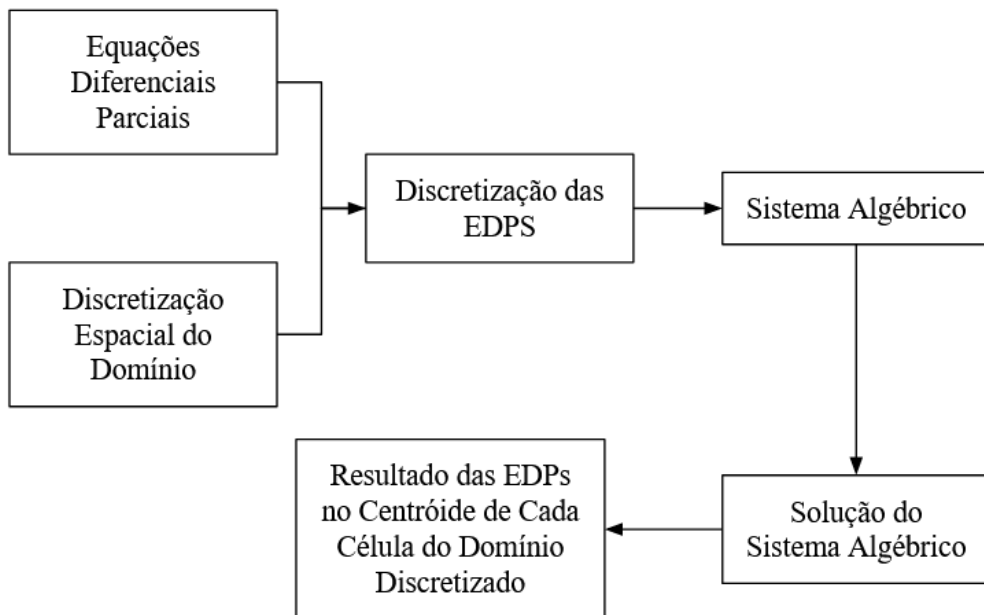 Equações
Diferenciais
Parciais
Discretização
Espacial do
Domínio
Discretização das
EDPS
Sistema Algébrico
Solução do
Sistema Algébrico
Resultado das EDPs
no Centróide de Cada
Célula do Domínio
Discretizado